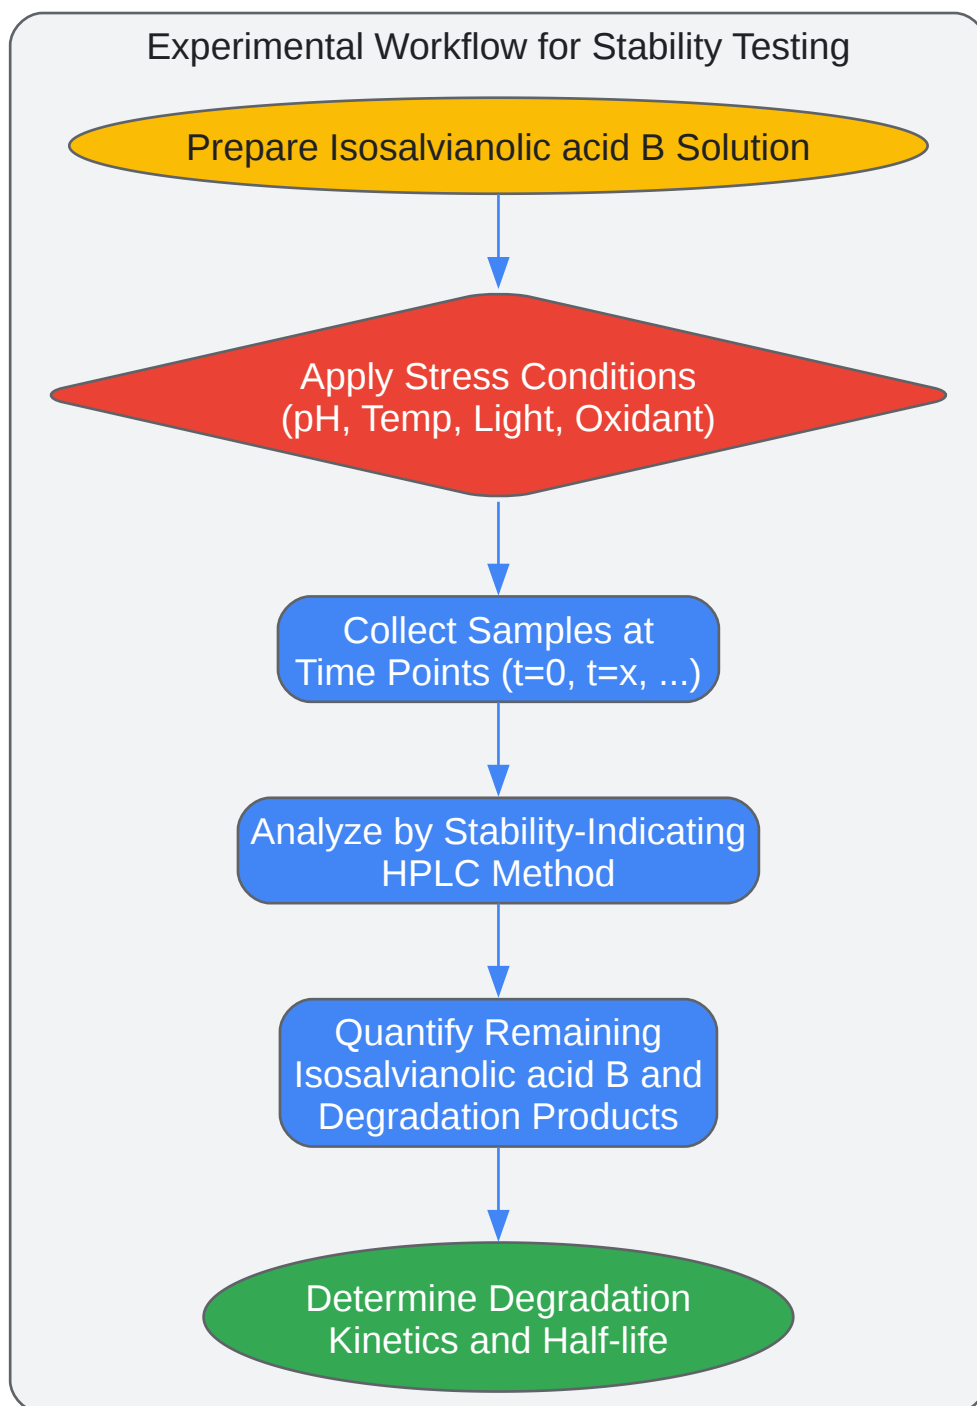 Experimental Workflow for Stability Testing
Prepare Isosalvianolic acid B Solution
Apply Stress Conditions
(pH, Temp, Light, Oxidant)
Collect Samples at
Time Points (t=0, t=x, ...)
Analyze by Stability-Indicating
HPLC Method
Quantify Remaining
Isosalvianolic acid B and
Degradation Products
Determine Degradation
Kinetics and Half-life